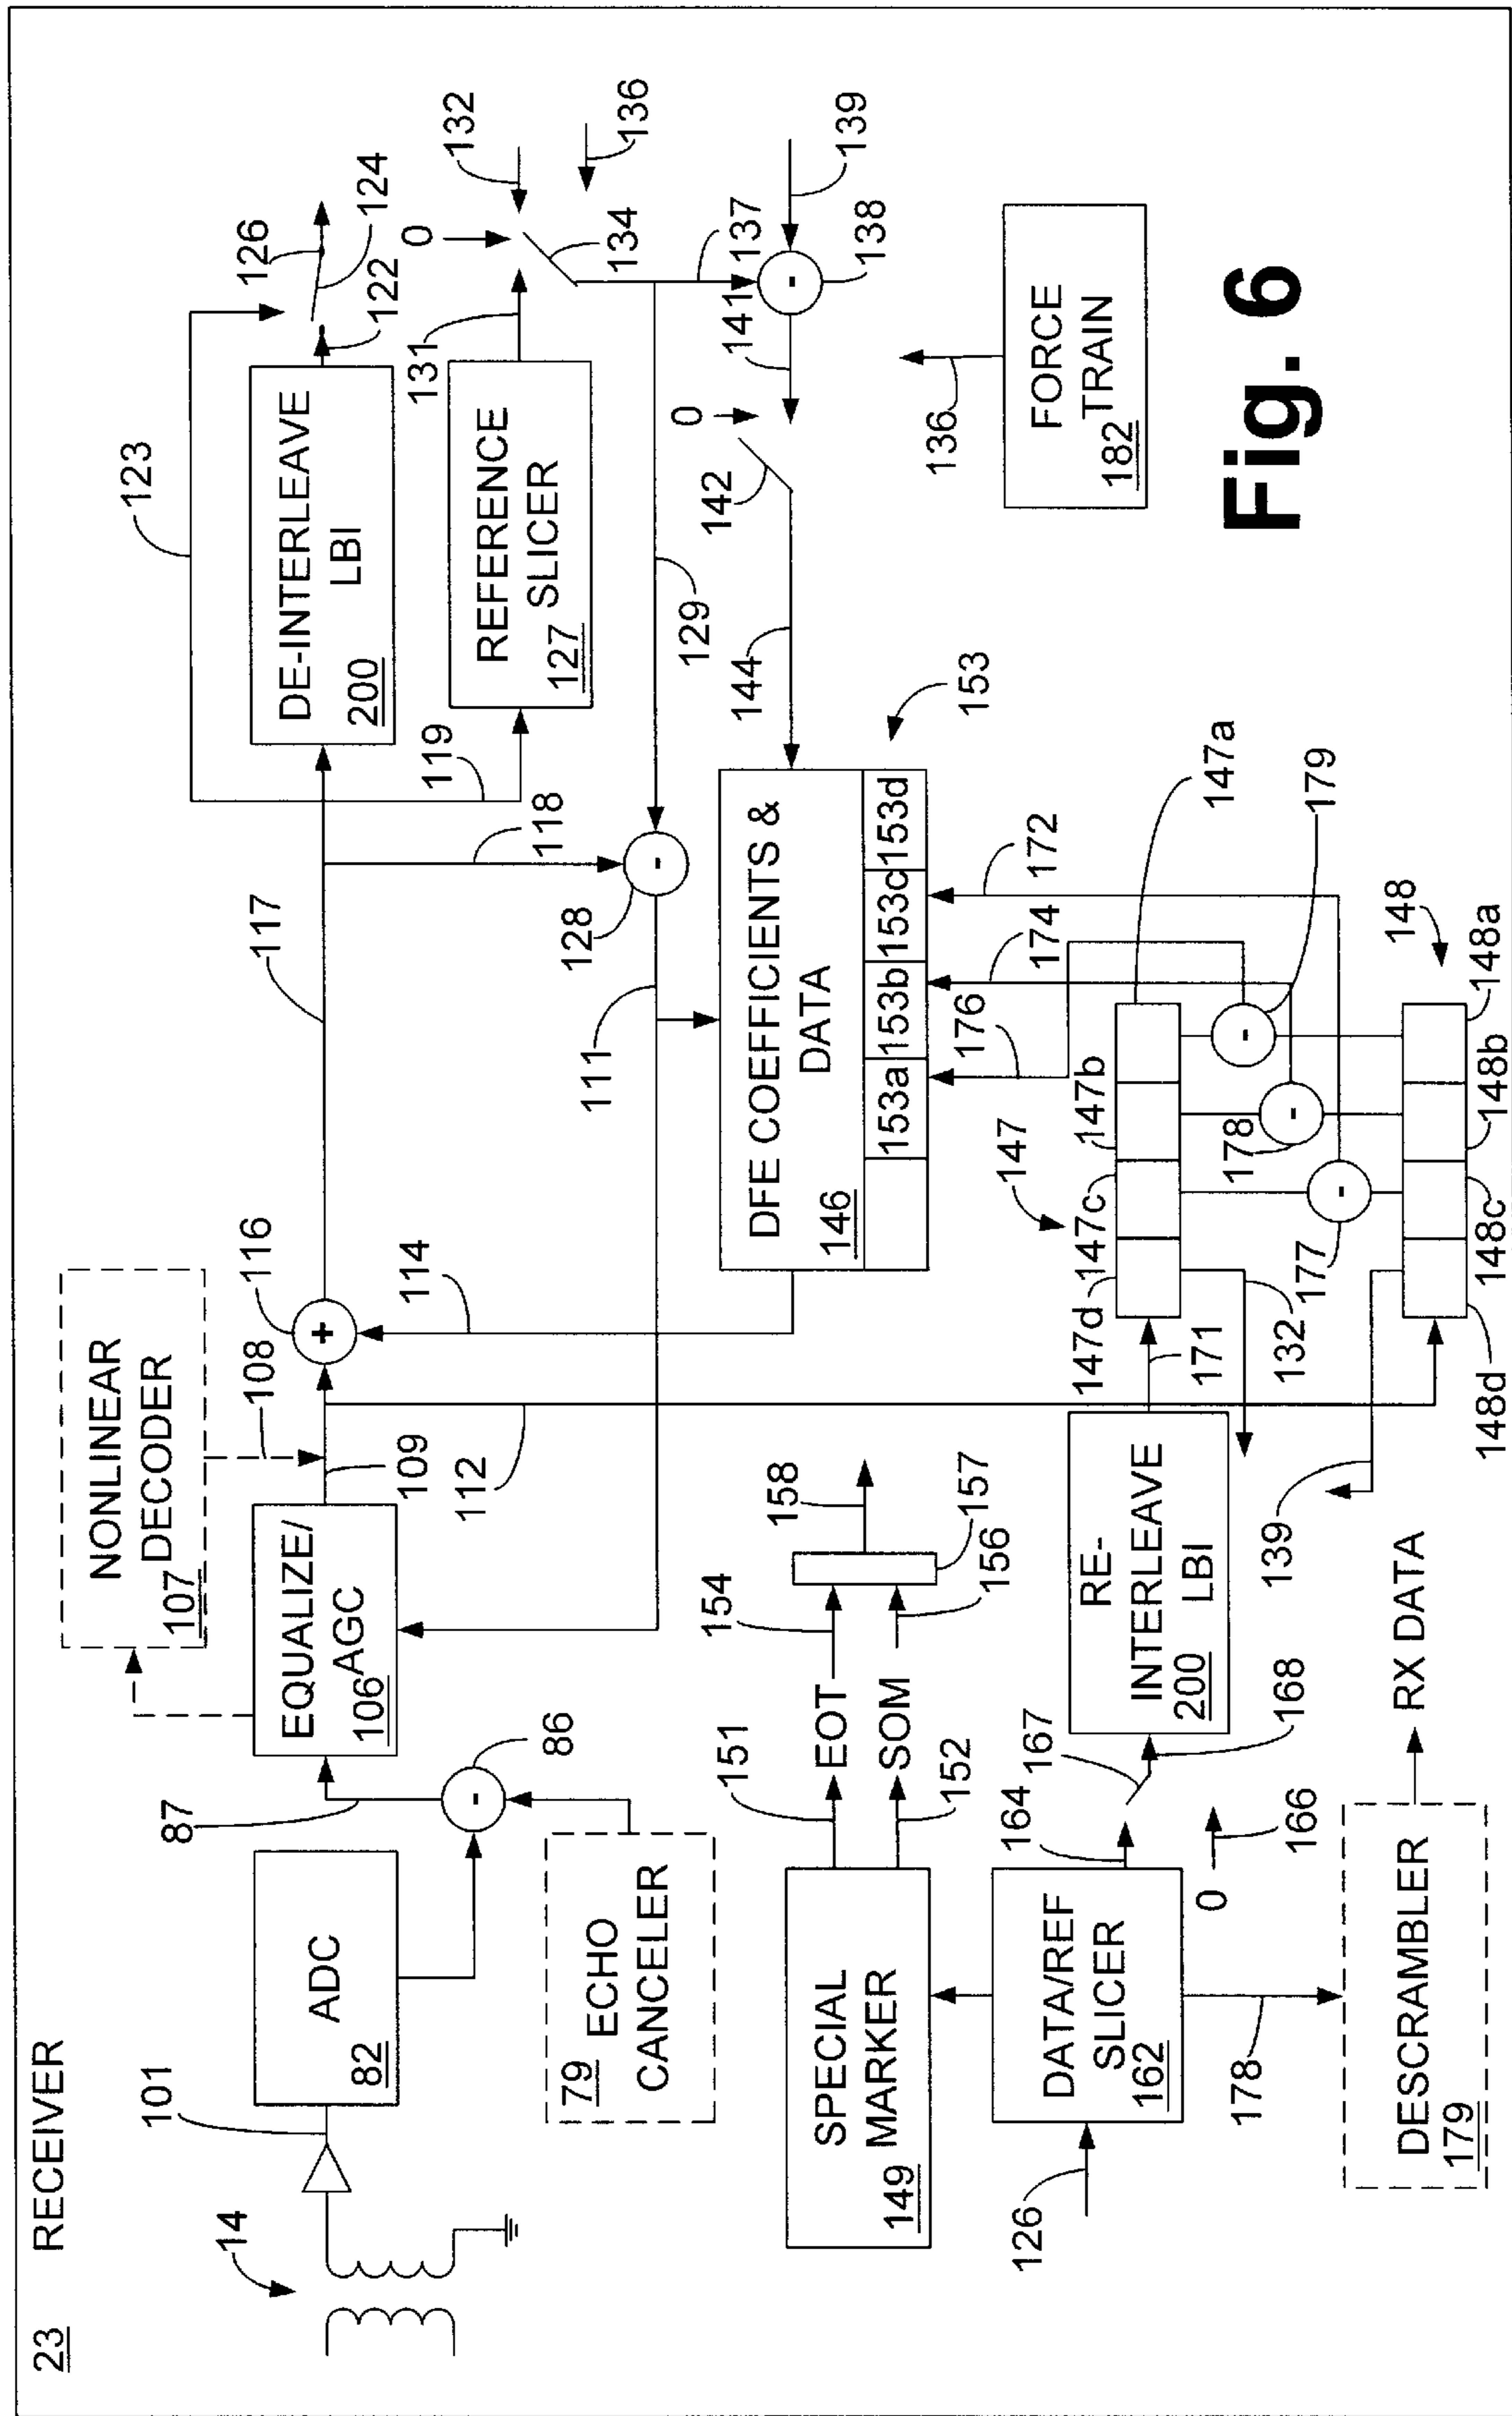 23 RECEIVER
14
101
ADC
82
87
86
79 ECHO
CANCELER
NONLINEAR
DECODER
107
108
EQUALIZE/
AGC
106
109
112
116
114
117
111
118
119
128
129
123
DE-INTERLEAVE
LBI
200
122
124
126
REFERENCE
SLICER
127
131
0
132
134
136
137
138
139
141
0
142
144
DFE COEFFICIENTS &
DATA
146
153a 153b 153c 153d
153
FORCE
TRAIN
182
136
SPECIAL
MARKER
149
151
EOT
152
SOM
154
156
157
158
126
DATA/REF
SLICER
162
164
167
0
166
168
178
DESCRAMBLER
179
RX DATA
RE-
INTERLEAVE
LBI
200
171
132
139
147
147d 147c 147b
147a
176
174
172
177
178
179
148
148d 148c 148b 148a
Fig. 6